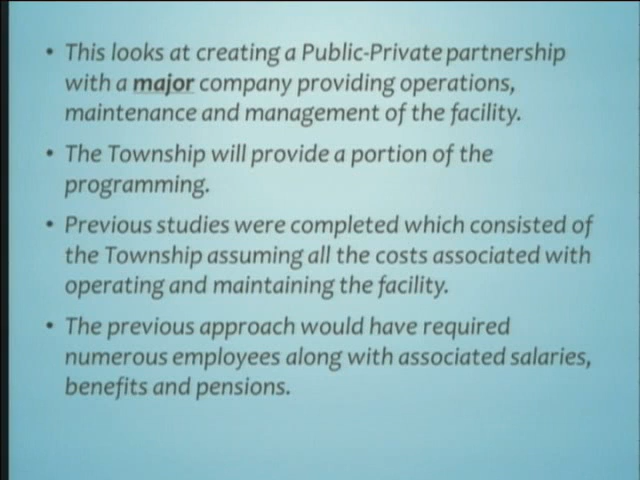 • This looks at creating a Public-Private partnership
with a major company providing operations,
maintenance and management of the facility.
• The Township will provide a portion of the
programming.
• Previous studies were completed which consisted of
the Township assuming all the costs associated with
operating and maintaining the facility.
• The previous approach would have required
numerous employees along with associated salaries,
benefits and pensions.